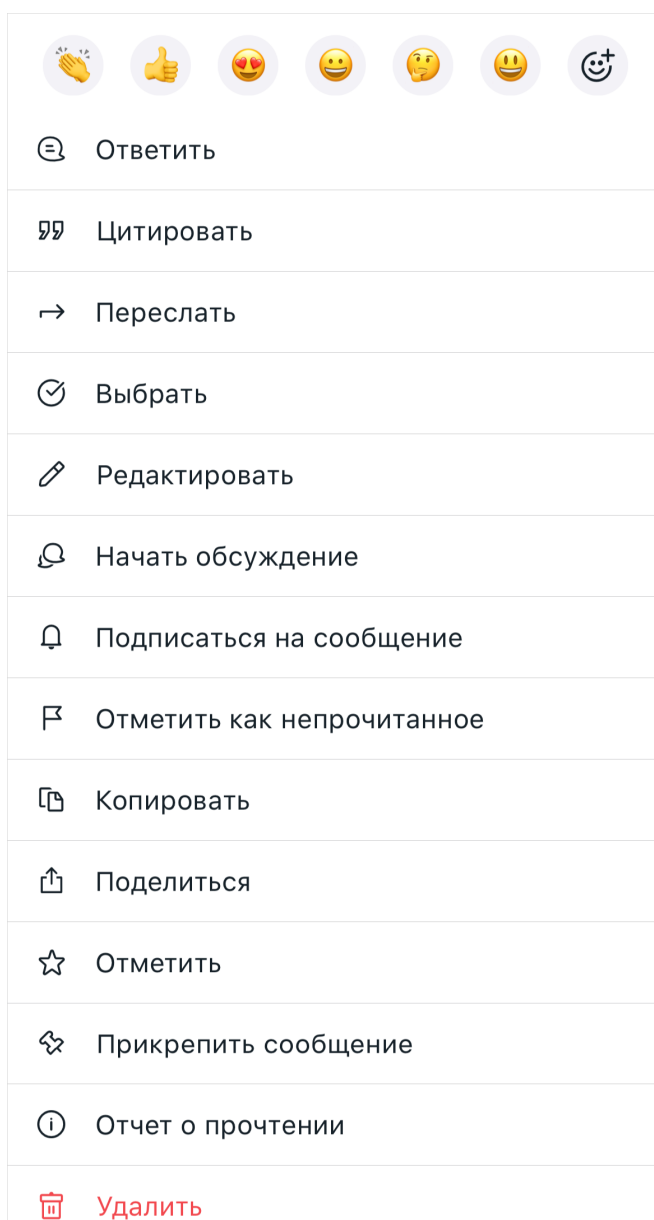 Ответить
Цитировать
Переслать
Выбрать
Редактировать
Начать обсуждение
Подписаться на сообщение
Отметить как непрочитанное
Копировать
Поделиться
Отметить
Прикрепить сообщение
Отчет о прочтении
Удалить